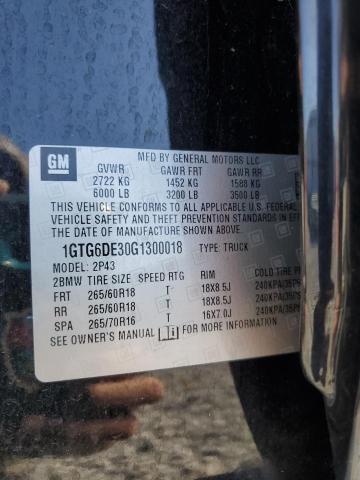 GM
MFD BY GENERAL MOTORS LLC
GVWR GAWR FRT GAWR RR
2722 KG 1452 KG 1588 KG
6000 LB 3200 LB 3500 LB
THIS VEHICLE CONFORMS TO ALL APPLICABLE U.S. FEDERAL
VEHICLE SAFETY AND THEFT PREVENTION STANDARDS IN EFFECT
THE DATE OF MANUFACTURE SHOWN ABOVE.
1GTG6DE30G1300018 TYPE: TRUCK
MODEL: 2P43
2BMW TIRE SIZE SPEED RTG RIM COLD TIRE
FRT 265/60R18 T 18X8.5J 240KPA/35PS
RR 265/60R18 T 18X8.5J 240KPA/35PS
SPA 265/70R16 T 16X7.0J 240KPA/35PS
SEE OWNER'S MANUAL FOR MORE INFORMATION.